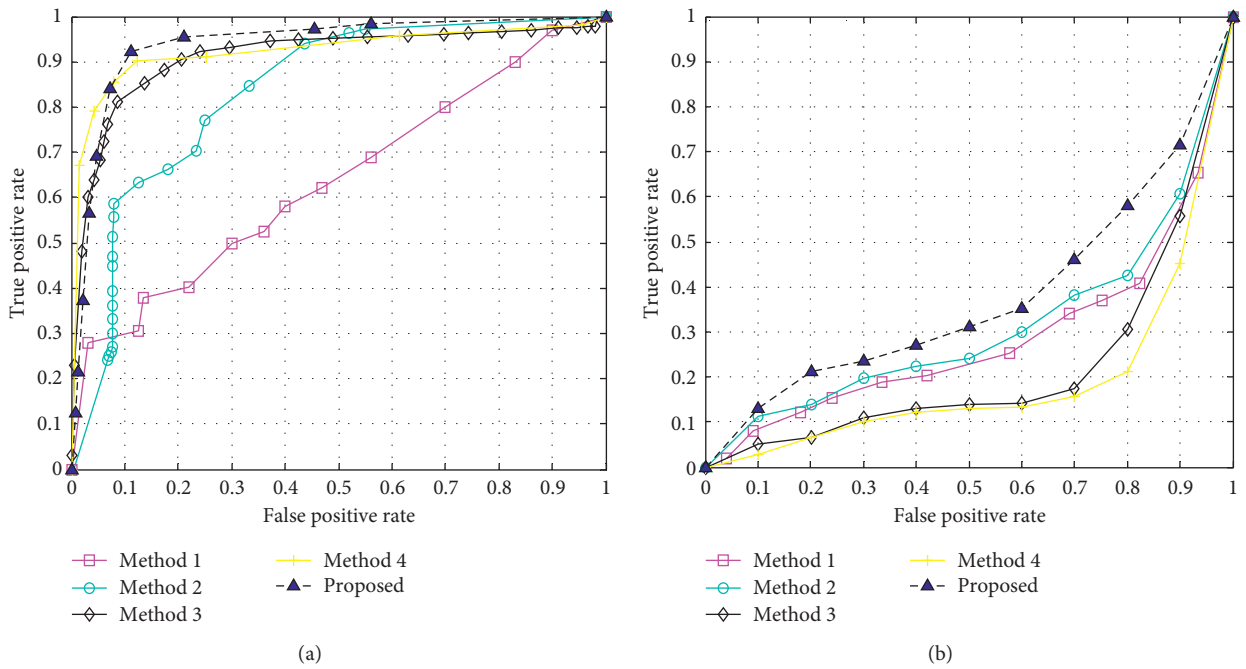 1
0.9
0.8
0.7
0.6
0.5
0.4
0.3
0.2
0.1
0
True positive rate
0 0.1 0.2 0.3 0.4 0.5 0.6 0.7 0.8 0.9 1
False positive rate
Method 1
Method 2
Method 3
Method 4
Proposed
(a)
1
0.9
0.8
0.7
0.6
0.5
0.4
0.3
0.2
0.1
0
True positive rate
0 0.1 0.2 0.3 0.4 0.5 0.6 0.7 0.8 0.9 1
False positive rate
Method 1
Method 2
Method 3
Method 4
Proposed
(b)